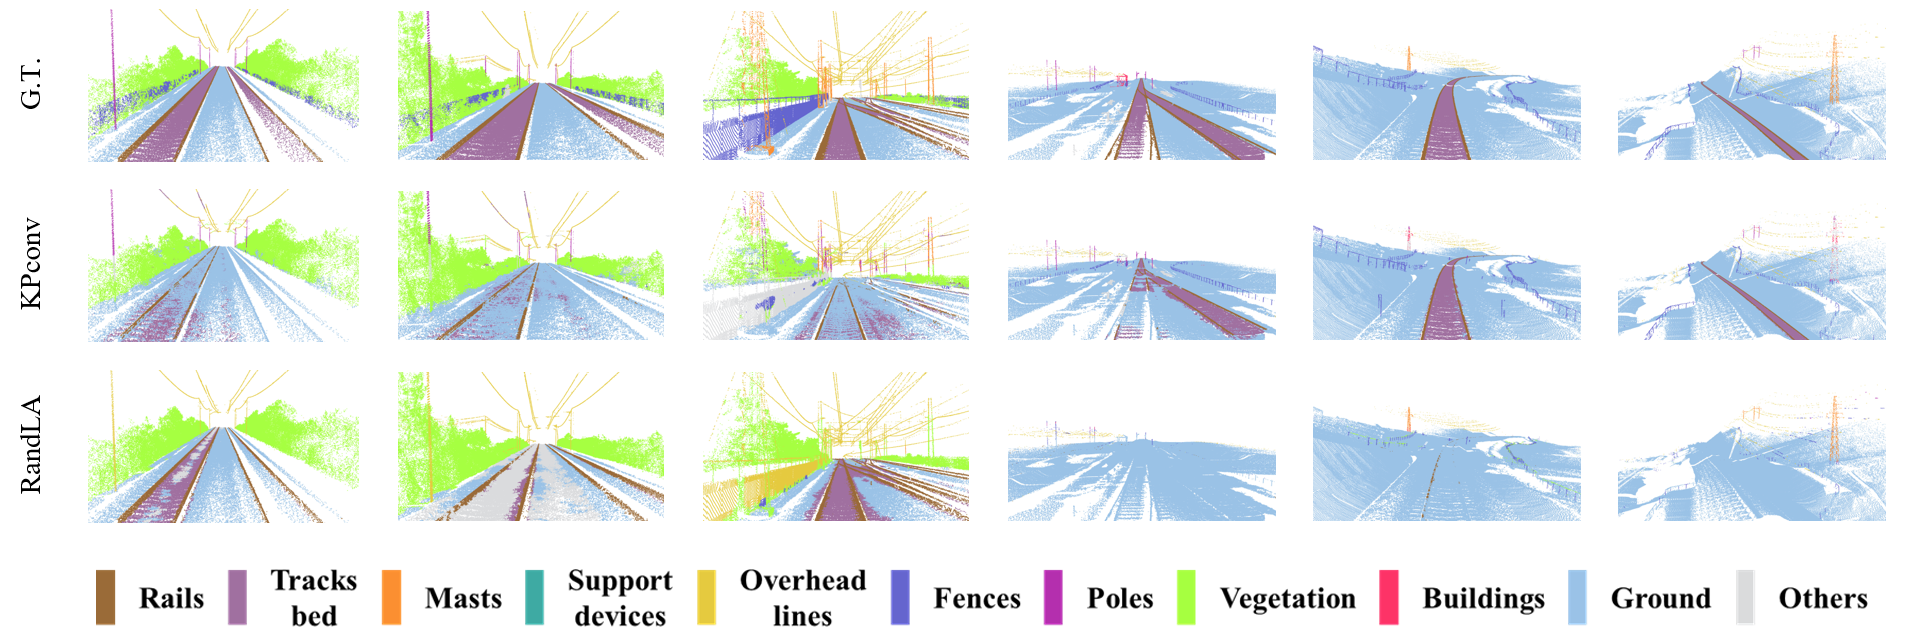 G.T.
KPconv
RandLA
Rails
Tracks bed
Masts
Support devices
Overhead lines
Fences
Poles
Vegetation
Buildings
Ground
Others